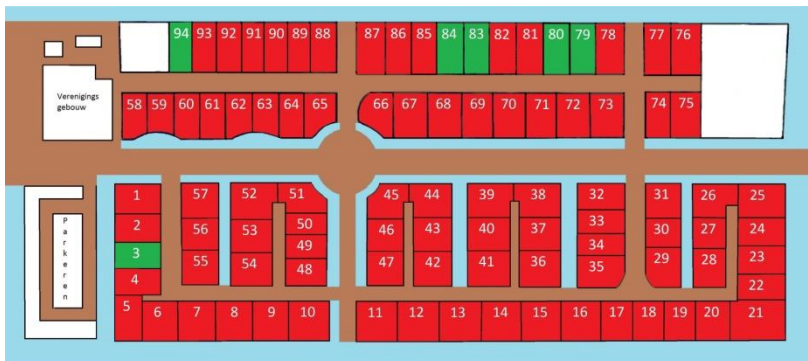 94 93 92 91 90 89 88 87 86 85 84 83 82 81 80 79 78 77 76
Verenigings
gebouw
58 59 60 61 62 63 64 65 66 67 68 69 70 71 72 73 74 75
1 57 52 51 45 44 39 38 32 31 26 25
2 56 53 50 46 43 40 37 33 30 27 24
49 34
3 55 54 48 47 42 41 36 35 29 28 23
4 22
5 6 7 8 9 10 11 12 13 14 15 16 17 18 19 20 21
Parkeren